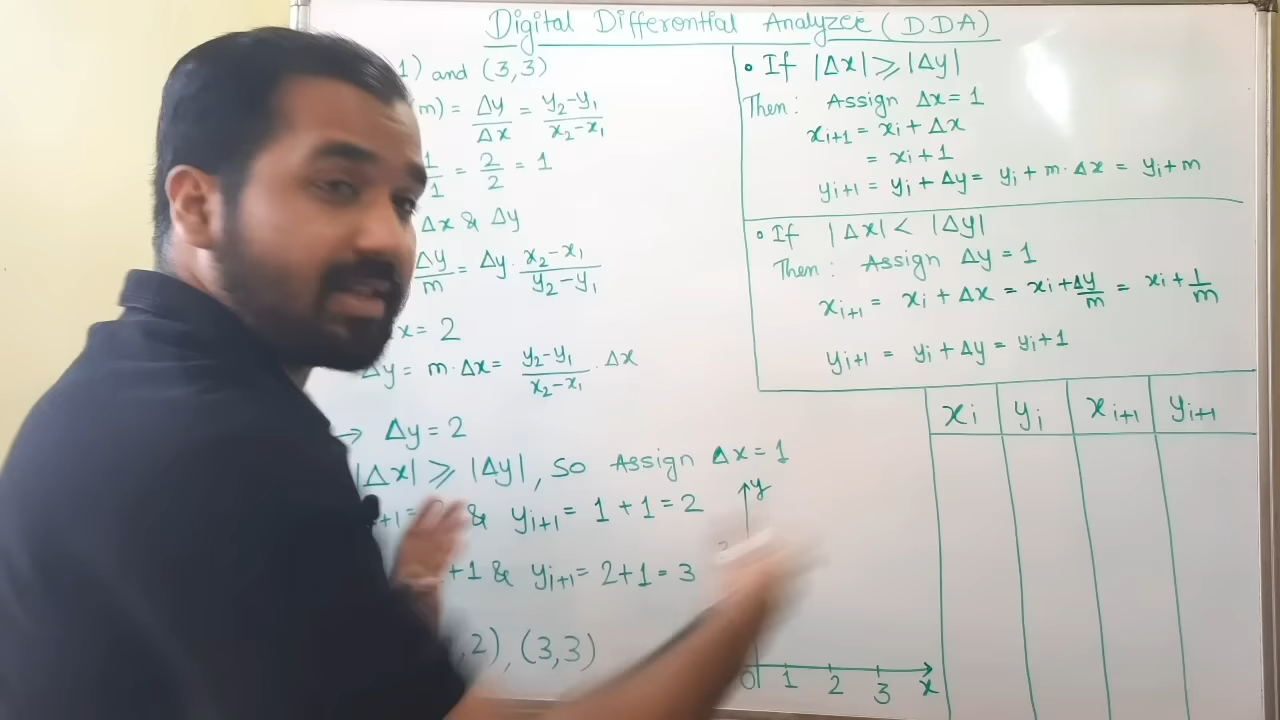 Digital Differential Analyzer (DDA)
1) and (3,3)
m) = Δy/Δx = y₂-y₁/x₂-x₁
1/1 = 2/2 = 1
Δx & Δy
Δy/m = Δy · x₂-x₁/y₂-y₁
x = 2
Δy = m·Δx = y₂-y₁/x₂-x₁ · Δx
→ Δy = 2
|Δx| ⩾ |Δy|, So Assign Δx = 1
+1 = & yᵢ₊₁ = 1 + 1 = 2
+1 & yᵢ₊₁ = 2+1 = 3
,2), (3,3)
• If |Δx| ⩾ |Δy|
Then: Assign Δx = 1
xᵢ₊₁ = xᵢ + Δx
= xᵢ + 1
yᵢ₊₁ = yᵢ + Δy = yᵢ + m·Δx = yᵢ + m
• If |Δx| < |Δy|
Then: Assign Δy = 1
xᵢ₊₁ = xᵢ + Δx = xᵢ + Δy/m = xᵢ + 1/m
yᵢ₊₁ = yᵢ + Δy = yᵢ + 1
xᵢ yᵢ xᵢ₊₁ yᵢ₊₁
y
0 1 2 3 x